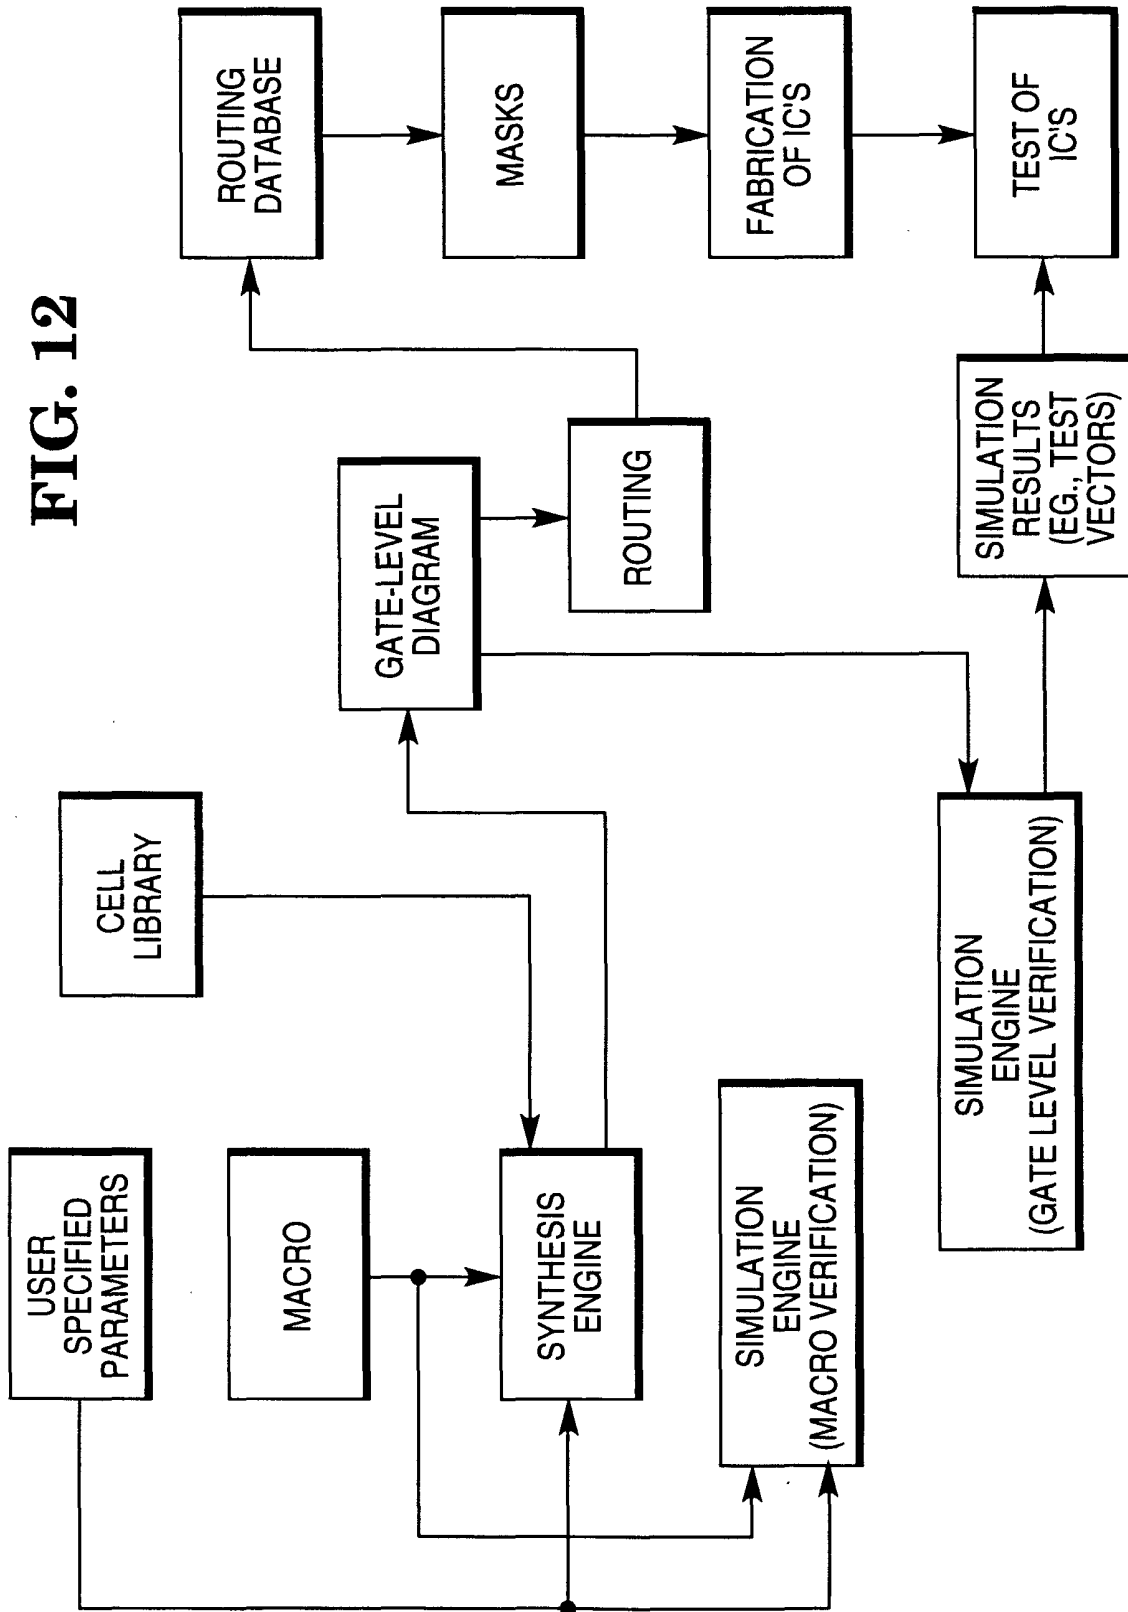 FIG. 12
USER
SPECIFIED
PARAMETERS
MACRO
SYNTHESIS
ENGINE
SIMULATION
ENGINE
(MACRO VERIFICATION)
CELL
LIBRARY
GATE-LEVEL
DIAGRAM
ROUTING
SIMULATION
ENGINE
(GATE LEVEL VERIFICATION)
SIMULATION
RESULTS
(EG., TEST
VECTORS)
ROUTING
DATABASE
MASKS
FABRICATION
OF IC'S
TEST OF
IC'S